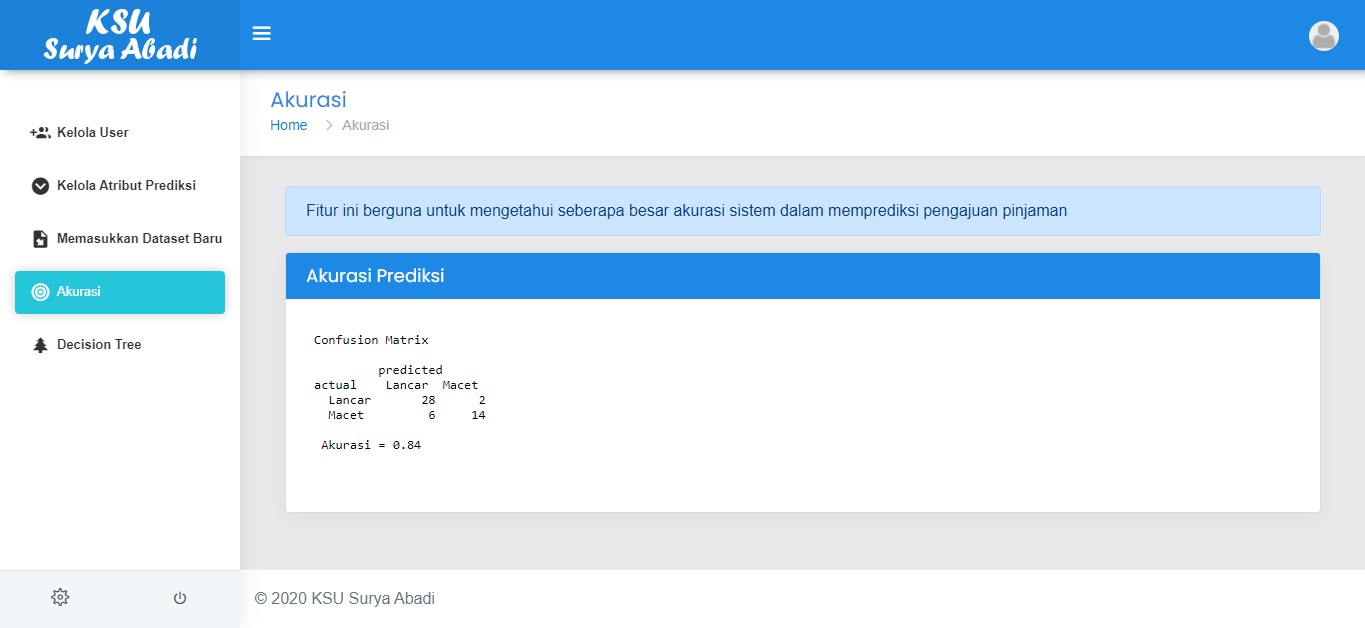 KSU
Surya Abadi
Kelola User
Kelola Atribut Prediksi
Memasukkan Dataset Baru
Akurasi
Decision Tree
Akurasi
Home > Akurasi
Fitur ini berguna untuk mengetahui seberapa besar akurasi sistem dalam memprediksi pengajuan pinjaman
Akurasi Prediksi
Confusion Matrix
predicted
actual Lancar Macet
Lancar 28 2
Macet 6 14
Akurasi = 0.84
© 2020 KSU Surya Abadi